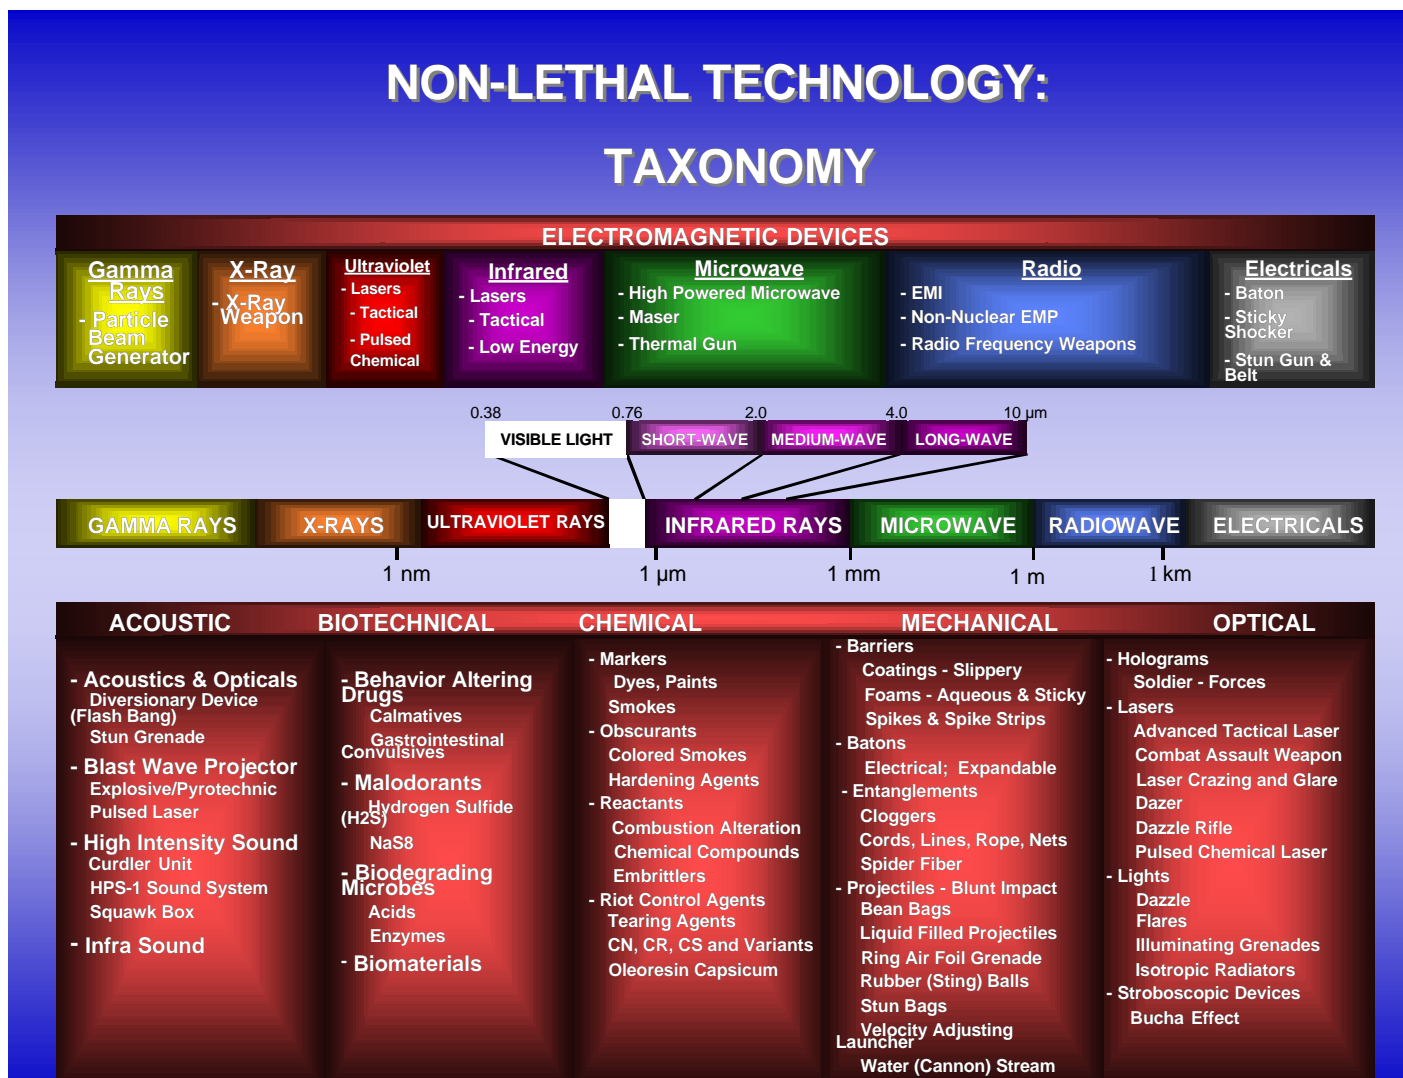 NON-LETHAL TECHNOLOGY:
TAXONOMY
ELECTROMAGNETIC DEVICES
Gamma
Rays
- Particle
Beam
Generator
X-Ray
- X-Ray
Weapon
Ultraviolet
- Lasers
- Tactical
- Pulsed
Chemical
Infrared
- Lasers
- Tactical
- Low Energy
Microwave
- High Powered Microwave
- Maser
- Thermal Gun
Radio
- EMI
- Non-Nuclear EMP
- Radio Frequency Weapons
Electricals
- Baton
- Sticky
Shocker
- Stun Gun &
Belt
0.38 0.76 2.0 4.0 10 µm
VISIBLE LIGHT SHORT-WAVE MEDIUM-WAVE LONG-WAVE
GAMMA RAYS X-RAYS ULTRAVIOLET RAYS INFRARED RAYS MICROWAVE RADIOWAVE ELECTRICALS
1 nm 1 µm 1 mm 1 m 1 km
ACOUSTIC
- Acoustics & Opticals
Diversionary Device
(Flash Bang)
Stun Grenade
- Blast Wave Projector
Explosive/Pyrotechnic
Pulsed Laser
- High Intensity Sound
Curdler Unit
HPS-1 Sound System
Squawk Box
- Infra Sound
BIOTECHNICAL
- Behavior Altering
Drugs
Calmatives
Gastrointestinal
Convulsives
- Malodorants
Hydrogen Sulfide
(H2S)
NaS8
- Biodegrading
Microbes
Acids
Enzymes
- Biomaterials
CHEMICAL
- Markers
Dyes, Paints
Smokes
- Obscurants
Colored Smokes
Hardening Agents
- Reactants
Combustion Alteration
Chemical Compounds
Embrittlers
- Riot Control Agents
Tearing Agents
CN, CR, CS and Variants
Oleoresin Capsicum
MECHANICAL
- Barriers
Coatings - Slippery
Foams - Aqueous & Sticky
Spikes & Spike Strips
- Batons
Electrical; Expandable
- Entanglements
Cloggers
Cords, Lines, Rope, Nets
Spider Fiber
- Projectiles - Blunt Impact
Bean Bags
Liquid Filled Projectiles
Ring Air Foil Grenade
Rubber (Sting) Balls
Stun Bags
Velocity Adjusting
Launcher
Water (Cannon) Stream
OPTICAL
- Holograms
Soldier - Forces
- Lasers
Advanced Tactical Laser
Combat Assault Weapon
Laser Crazing and Glare
Dazer
Dazzle Rifle
Pulsed Chemical Laser
- Lights
Dazzle
Flares
Illuminating Grenades
Isotropic Radiators
- Stroboscopic Devices
Bucha Effect